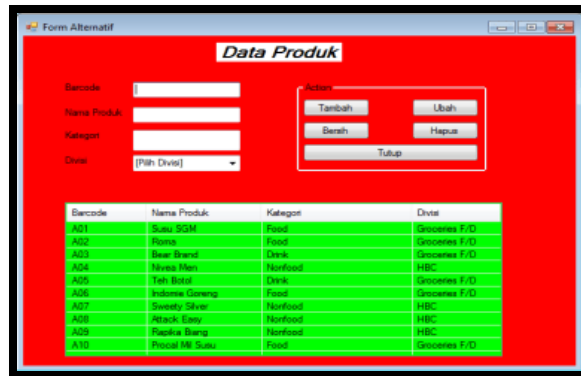 Form Alternatif
Data Produk
Barcode
Nama Produk
Kategori
Divisi
[Pilih Divisi]
Action
Tambah Ubah
Bersih Hapus
Tutup
Barcode Nama Produk Kategori Divisi
A01 Susu SGM Food Groceries F/D
A02 Roma Food Groceries F/D
A03 Bear Brand Drink Groceries F/D
A04 Nivea Men Nonfood HBC
A05 Teh Botol Drink Groceries F/D
A06 Indomie Goreng Food Groceries F/D
A07 Sweety Silver Nonfood HBC
A08 Attack Easy Nonfood HBC
A09 Rapika Biang Nonfood HBC
A10 Procal Mil Susu Food Groceries F/D